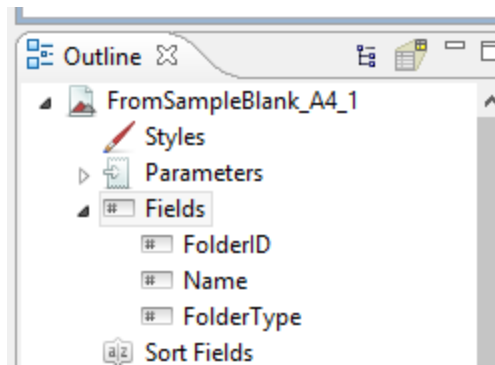 Outline
FromSampleBlank_A4_1
Styles
Parameters
Fields
FolderID
Name
FolderType
Sort Fields